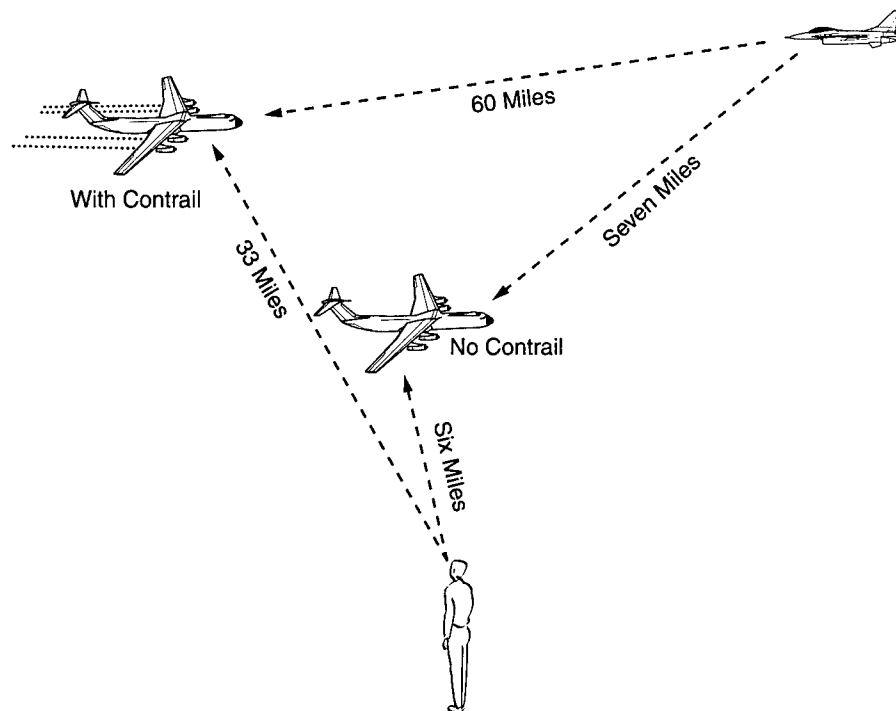 60 Miles
With Contrail
Seven Miles
33 Miles
No Contrail
Six Miles